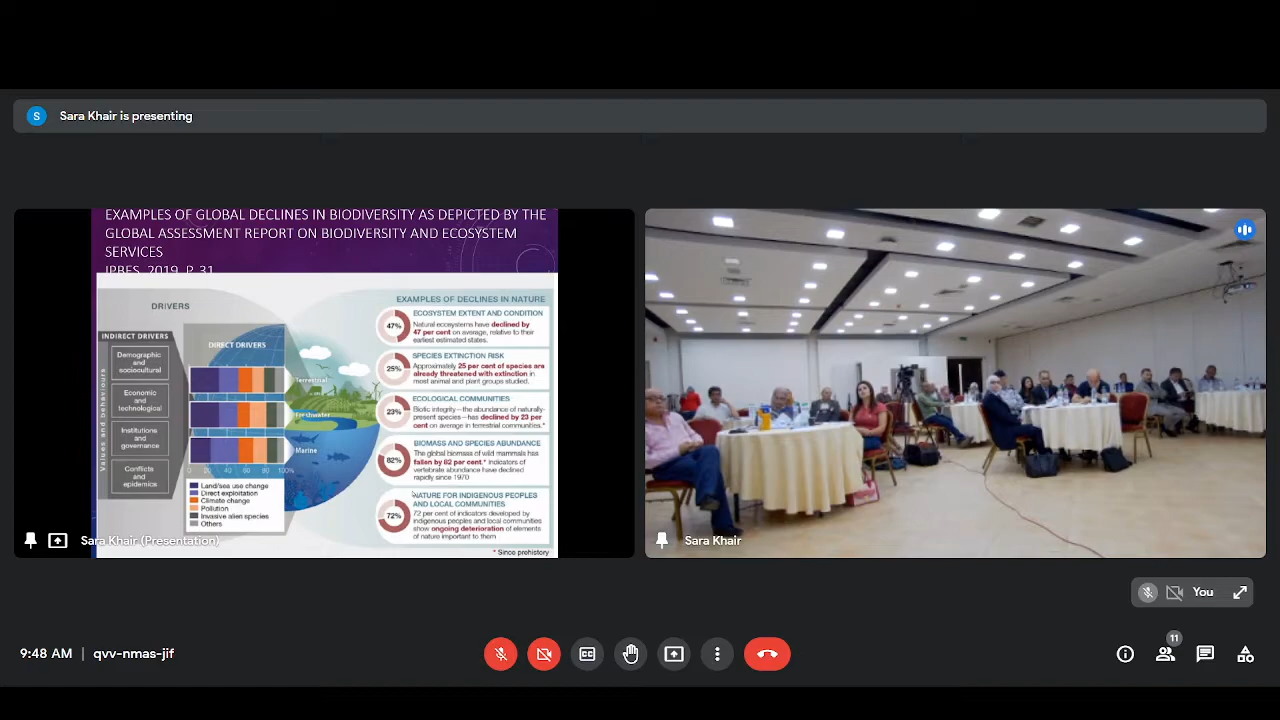 S
Sara Khair is presenting
EXAMPLES OF GLOBAL DECLINES IN BIODIVERSITY AS DEPICTED BY THE
GLOBAL ASSESSMENT REPORT ON BIODIVERSITY AND ECOSYSTEM
SERVICES
IPBES, 2019, P. 31
DRIVERS
INDIRECT DRIVERS
Demographic
and
sociocultural
Economic
and
technological
Institutions
and
governance
Conflicts
and
epidemics
Values and behaviours
DIRECT DRIVERS
Terrestrial
Freshwater
Marine
0 20 40 60 80 100%
Land/sea use change
Direct exploitation
Climate change
Pollution
Invasive alien species
Others
EXAMPLES OF DECLINES IN NATURE
47%
ECOSYSTEM EXTENT AND CONDITION
Natural ecosystems have declined by
47 per cent on average, relative to their
earliest estimated states.
25%
SPECIES EXTINCTION RISK
Approximately 25 per cent of species are
already threatened with extinction in
most animal and plant groups studied.
23%
ECOLOGICAL COMMUNITIES
Biotic integrity—the abundance of naturally-
present species—has declined by 23 per
cent on average in terrestrial communities.*
82%
BIOMASS AND SPECIES ABUNDANCE
The global biomass of wild mammals has
fallen by 82 per cent.* Indicators of
vertebrate abundance have declined
rapidly since 1970
72%
NATURE FOR INDIGENOUS PEOPLES
AND LOCAL COMMUNITIES
72 per cent of indicators developed by
indigenous peoples and local communities
show ongoing deterioration of elements
of nature important to them
* Since prehistory
Sara Khair (Presentation)
Sara Khair
You
9:48 AM | qvv-nmas-jif
11